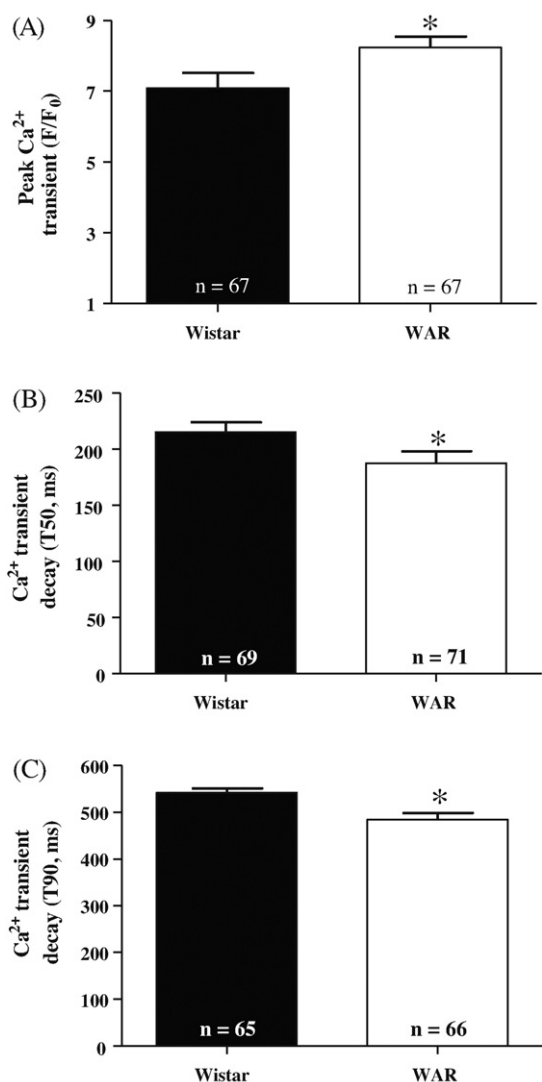 (A)
Peak Ca²⁺
transient (F/F₀)
9
7
5
3
1
*
n = 67
n = 67
Wistar
WAR
(B)
Ca²⁺ transient
decay (T50, ms)
250
200
150
100
50
0
*
n = 69
n = 71
Wistar
WAR
(C)
Ca²⁺ transient
decay (T90, ms)
600
500
400
300
200
100
0
*
n = 65
n = 66
Wistar
WAR